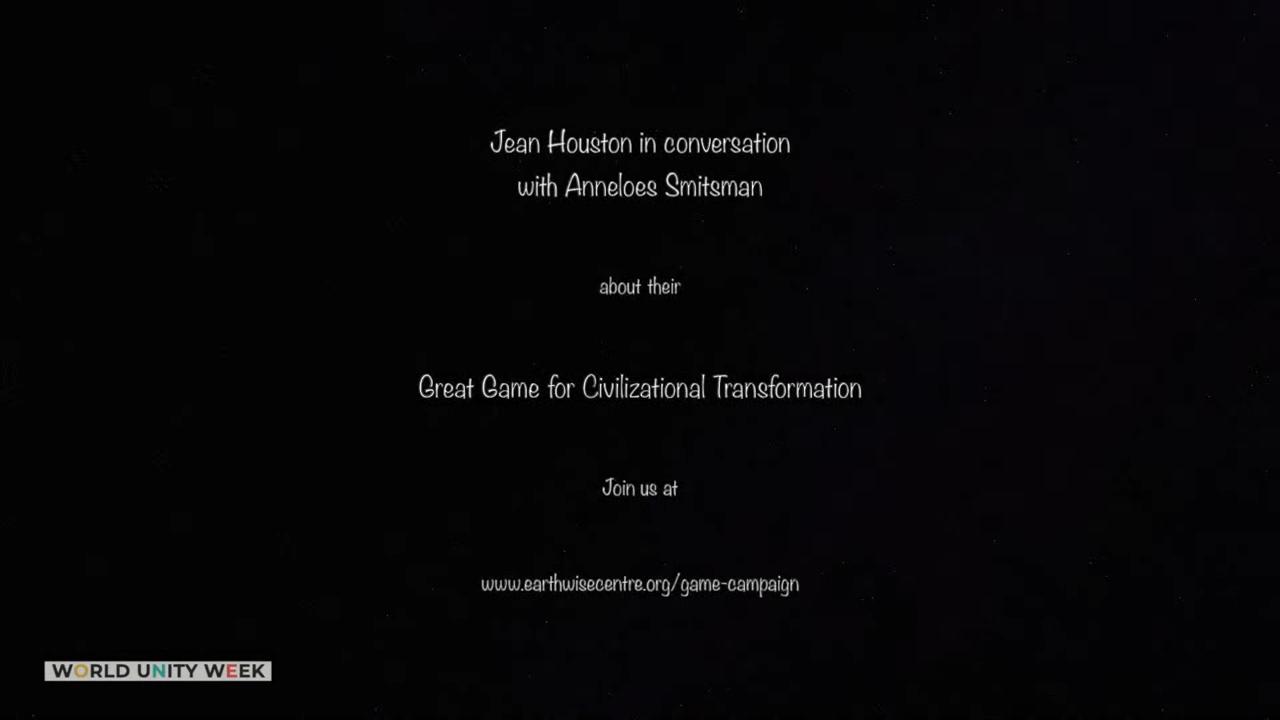 Jean Houston in conversation
with Anneloes Smitsman
about their
Great Game for Civilizational Transformation
Join us at
www.earthwisecentre.org/game-campaign
WORLD UNITY WEEK